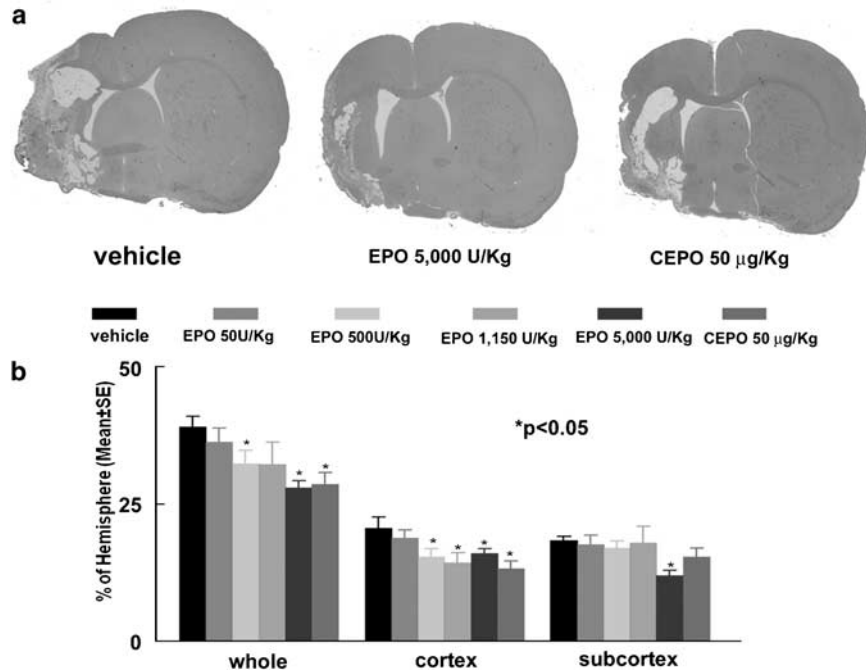 a
vehicle
EPO 5,000 U/Kg
CEPO 50 μg/Kg
vehicle
EPO 50U/Kg
EPO 500U/Kg
EPO 1,150 U/Kg
EPO 5,000 U/Kg
CEPO 50 μg/Kg
b
% of Hemisphere (Mean±SE)
50
25
0
*p<0.05
* * *
* * * *
*
whole
cortex
subcortex